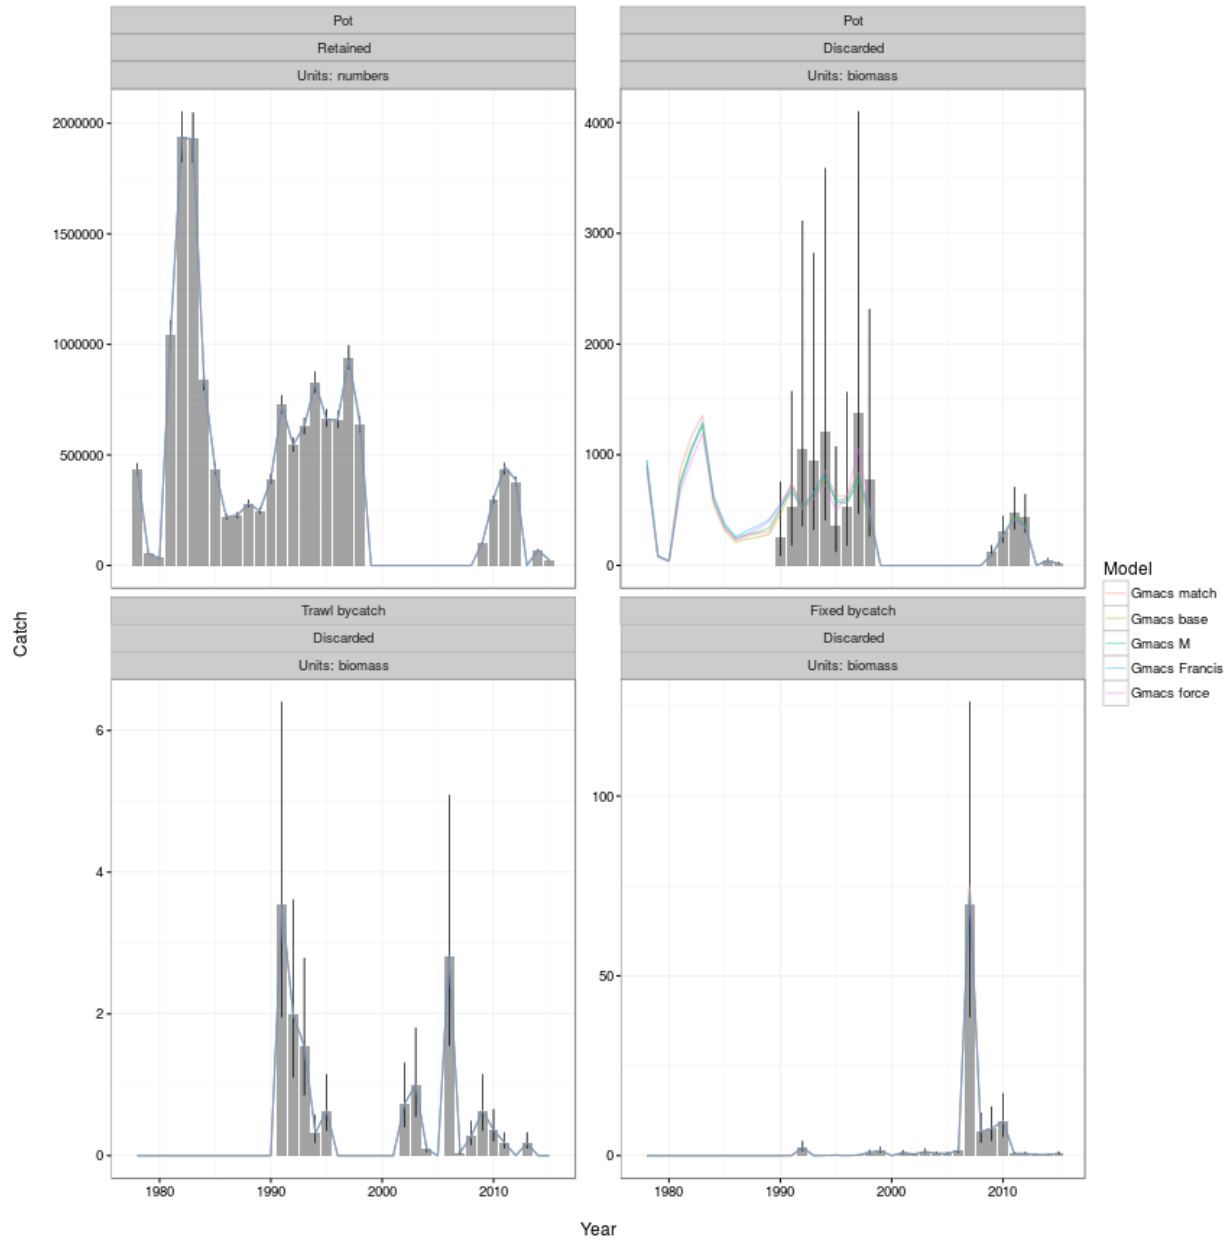 Pot
Retained
Units: numbers
Pot
Discarded
Units: biomass
2000000
1500000
1000000
500000
0
4000
3000
2000
1000
0
Trawl bycatch
Discarded
Units: biomass
Fixed bycatch
Discarded
Units: biomass
6
4
2
0
100
50
0
1980
1990
2000
2010
1980
1990
2000
2010
Catch
Year
Model
Gmacs match
Gmacs base
Gmacs M
Gmacs Francis
Gmacs force